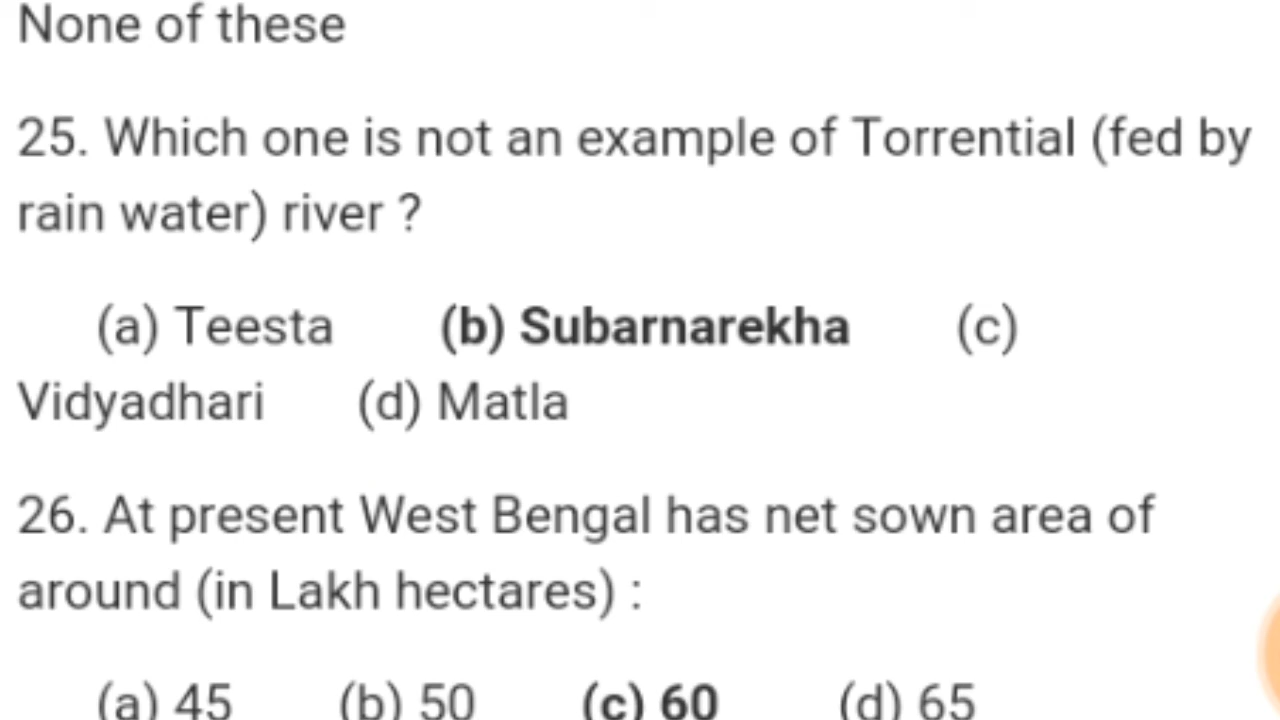 None of these
25. Which one is not an example of Torrential (fed by
rain water) river ?
(a) Teesta (b) Subarnarekha (c)
Vidyadhari (d) Matla
26. At present West Bengal has net sown area of
around (in Lakh hectares) :
(a) 45 (b) 50 (c) 60 (d) 65